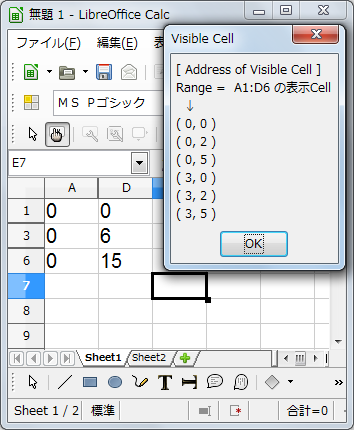 無題 1 - LibreOffice Calc
ファイル(F) 編集(E) 表
MS Pゴシック
E7
A D
1 0 0
3 0 6
6 0 15
7
8
9
Sheet1 Sheet2
Sheet 1 / 2 標準 合計=0
Visible Cell
[ Address of Visible Cell ]
Range = A1:D6 の表示Cell
↓
( 0, 0 )
( 0, 2 )
( 0, 5 )
( 3, 0 )
( 3, 2 )
( 3, 5 )
OK